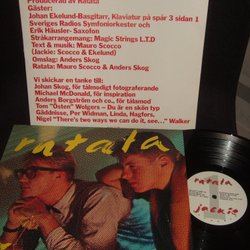 Producerad av Ratata
Gäster:
Johan Ekelund-Basgitarr, Klaviatur på spår 3 sidan 1
Sveriges Radios Symfoniorkester och
Erik Häusler- Saxofon
Stråkarrangemang: Magic Strings L.T.D
Text & musik: Mauro Scocco
(Jackie: Scocco & Ekelund)
Omslag: Anders Skog
Ratata: Mauro Scocco & Anders Skog
Vi skickar en tanke till:
Johan Skog, för tålmodigt fotograferande
Michael McDonald, för inspiration
Anders Borgström och co., för tålamod
Tom "Östen" Wolgers – Du är en skön typ
Gäddnise, Per Widman, Linda, Nagfors,
Nigel "There's two ways we can do it, see..." Walker
ratata
ratata
jackie